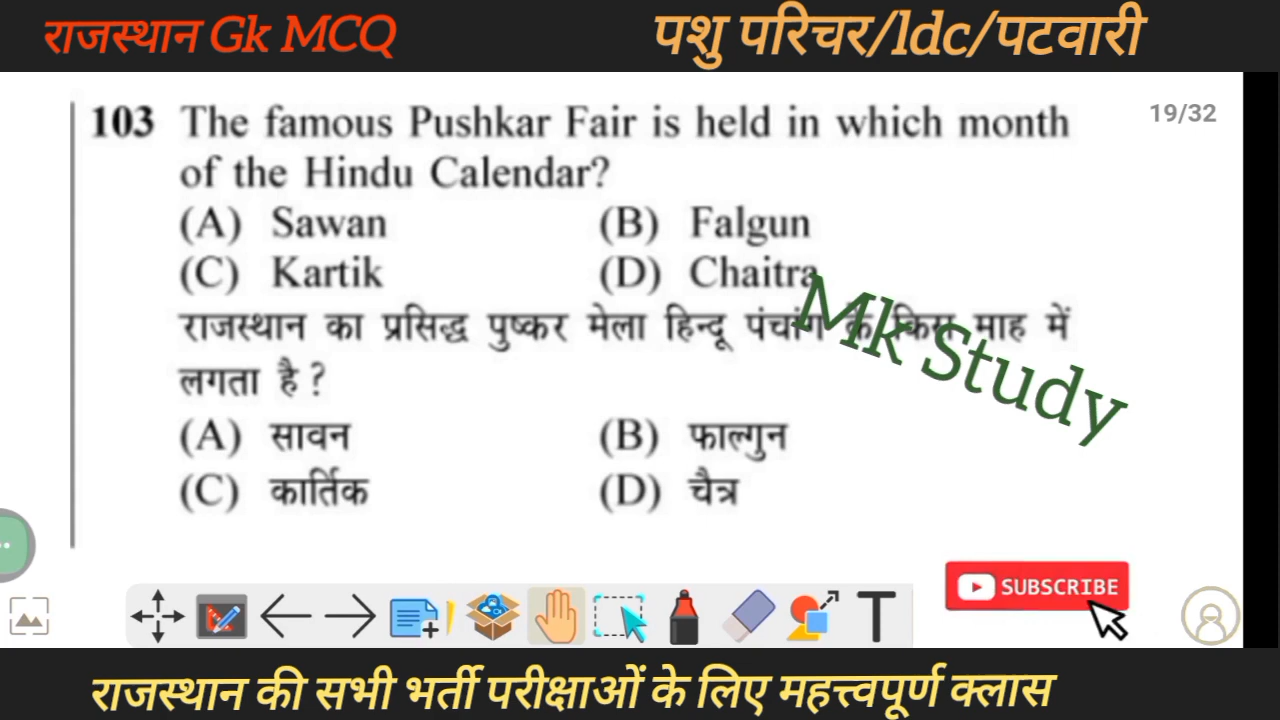 राजस्थान Gk MCQ
पशु परिचर/ldc/पटवारी
19/32
103 The famous Pushkar Fair is held in which month
of the Hindu Calendar?
(A) Sawan (B) Falgun
(C) Kartik (D) Chaitra
राजस्थान का प्रसिद्ध पुष्कर मेला हिन्दू पंचांग के किस माह में
लगता है ?
(A) सावन (B) फाल्गुन
(C) कार्तिक (D) चैत्र
Mk Study
SUBSCRIBE
T
राजस्थान की सभी भर्ती परीक्षाओं के लिए महत्त्वपूर्ण क्लास